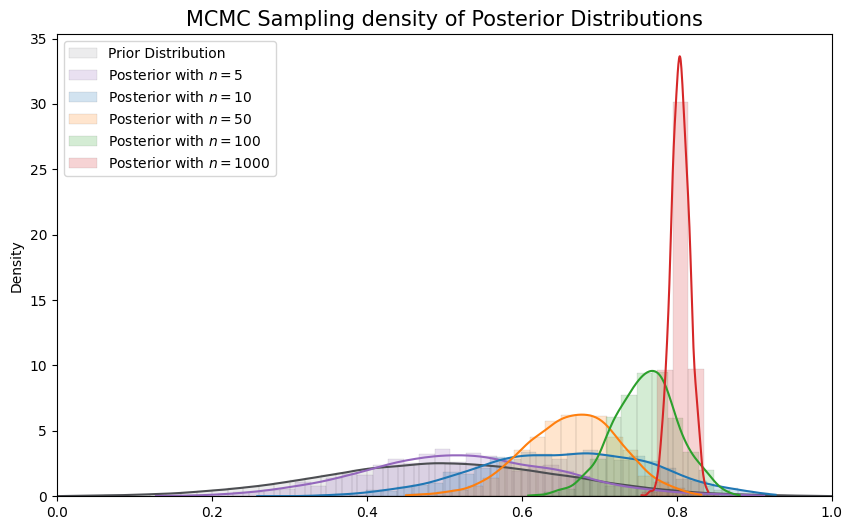 MCMC Sampling density of Posterior Distributions
35
30
25
20
15
10
5
0
Density
Prior Distribution
Posterior with n = 5
Posterior with n = 10
Posterior with n = 50
Posterior with n = 100
Posterior with n = 1000
0.0 0.2 0.4 0.6 0.8 1.0